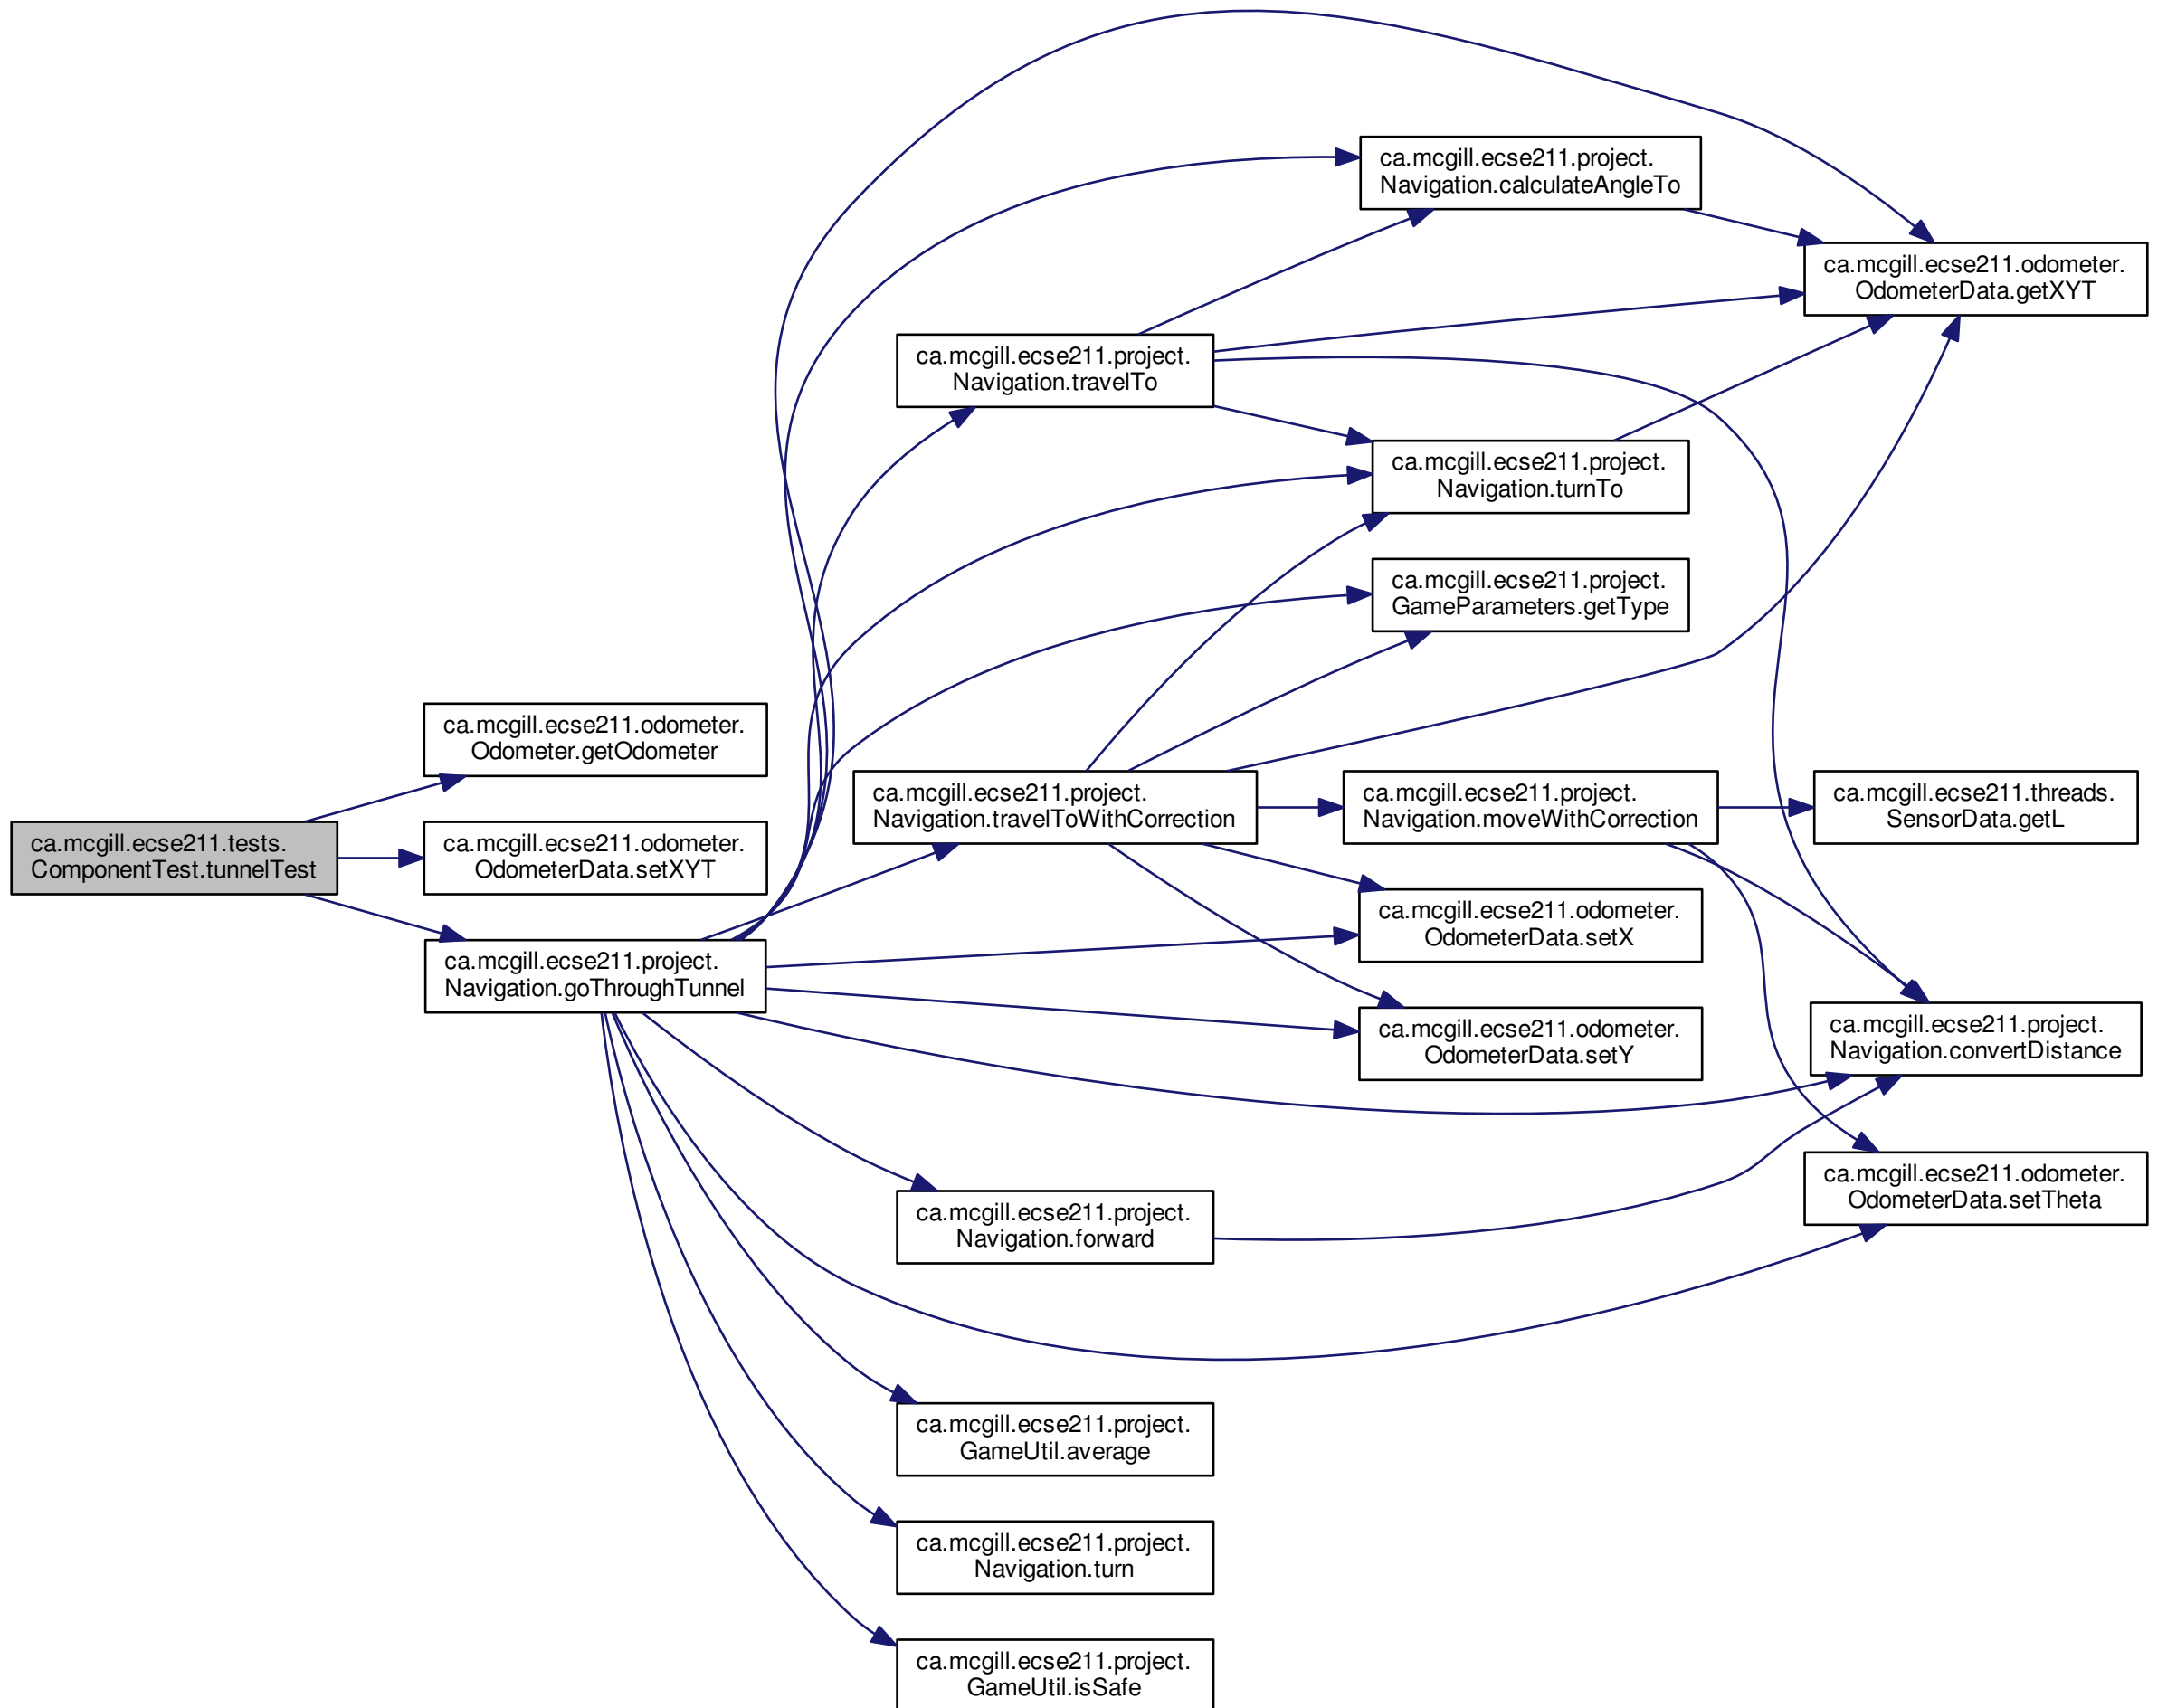 ca.mcgill.ecse211.tests.
ComponentTest.tunnelTest
ca.mcgill.ecse211.odometer.
Odometer.getOdometer
ca.mcgill.ecse211.odometer.
OdometerData.setXYT
ca.mcgill.ecse211.project.
Navigation.goThroughTunnel
ca.mcgill.ecse211.project.
Navigation.travelTo
ca.mcgill.ecse211.project.
Navigation.travelToWithCorrection
ca.mcgill.ecse211.project.
Navigation.forward
ca.mcgill.ecse211.project.
GameUtil.average
ca.mcgill.ecse211.project.
Navigation.turn
ca.mcgill.ecse211.project.
GameUtil.isSafe
ca.mcgill.ecse211.project.
Navigation.calculateAngleTo
ca.mcgill.ecse211.project.
Navigation.turnTo
ca.mcgill.ecse211.project.
GameParameters.getType
ca.mcgill.ecse211.project.
Navigation.moveWithCorrection
ca.mcgill.ecse211.odometer.
OdometerData.setX
ca.mcgill.ecse211.odometer.
OdometerData.setY
ca.mcgill.ecse211.odometer.
OdometerData.getXYT
ca.mcgill.ecse211.threads.
SensorData.getL
ca.mcgill.ecse211.project.
Navigation.convertDistance
ca.mcgill.ecse211.odometer.
OdometerData.setTheta